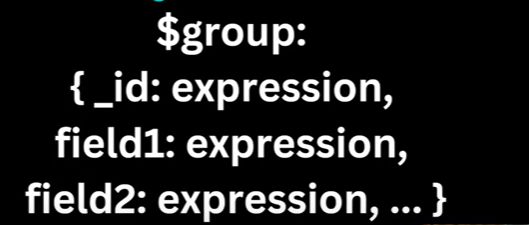 $group:
{ _id: expression,
field1: expression,
field2: expression, ... }